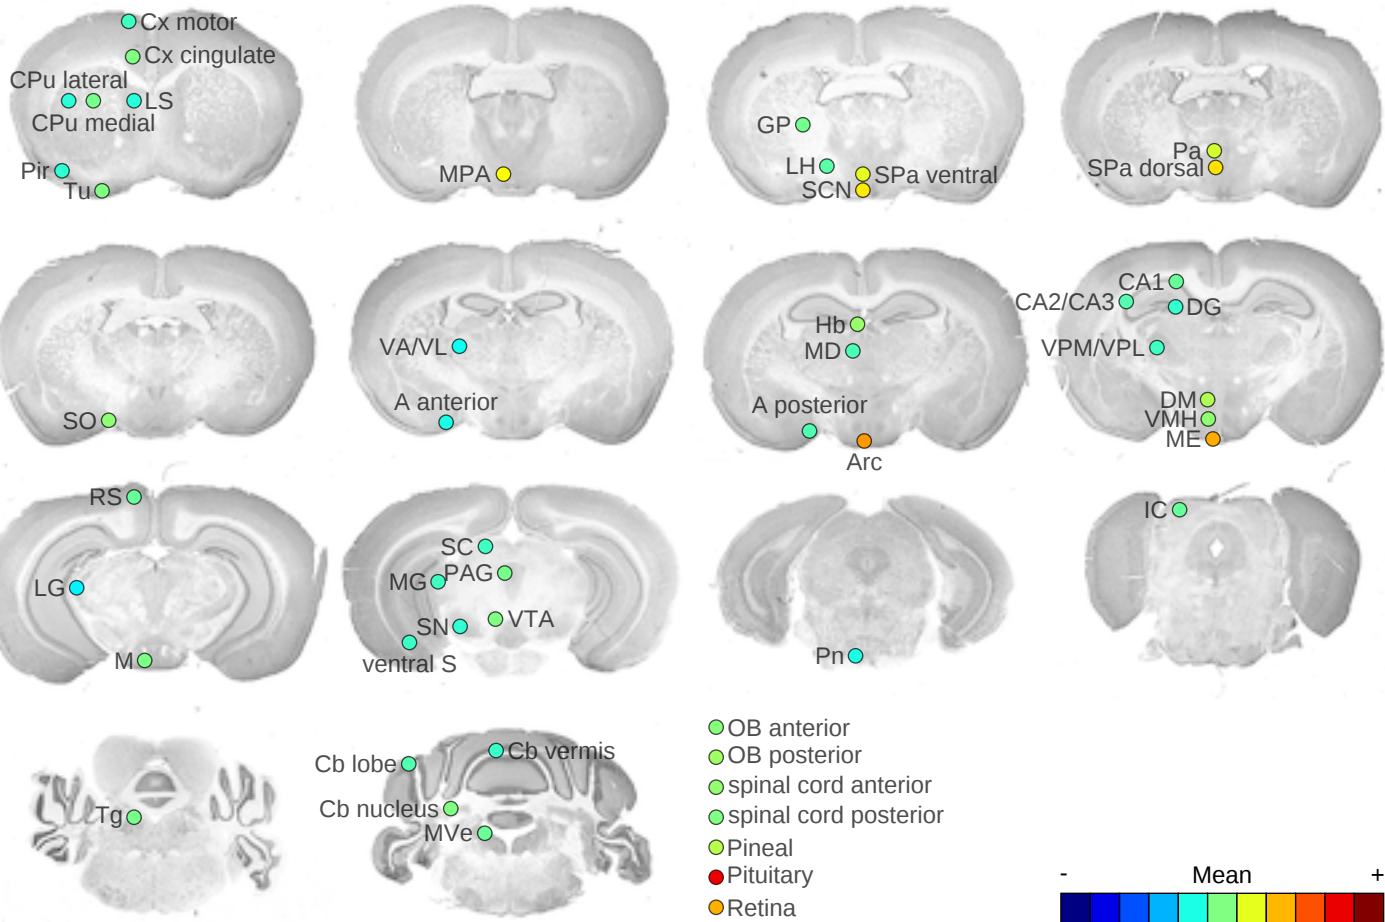 Cx motor
Cx cingulate
CPu lateral
LS
CPu medial
Pir
Tu
MPA
GP
LH
SPa ventral
SCN
Pa
SPa dorsal
SO
VA/VL
A anterior
Hb
MD
A posterior
Arc
CA1
CA2/CA3
DG
VPM/VPL
DM
VMH
ME
RS
LG
M
SC
MG
PAG
SN
VTA
ventral S
Pn
IC
Tg
Cb lobe
Cb vermis
Cb nucleus
MVe
OB anterior
OB posterior
spinal cord anterior
spinal cord posterior
Pineal
Pituitary
Retina
- Mean +